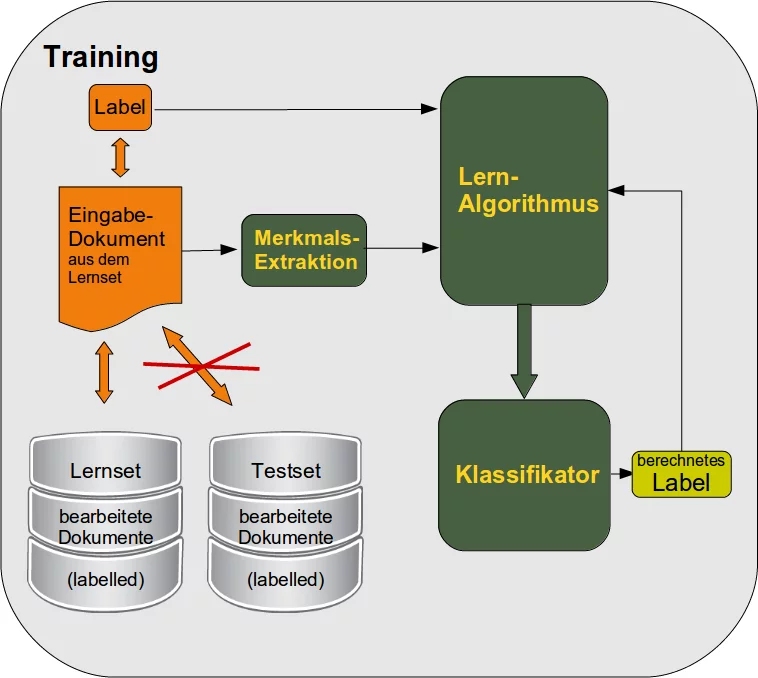 Training
Label
Eingabe-
Dokument
aus dem
Lernset
Merkmals-
Extraktion
Lern-
Algorithmus
Klassifikator
berechnetes
Label
Lernset
bearbeitete
Dokumente
(labelled)
Testset
bearbeitete
Dokumente
(labelled)